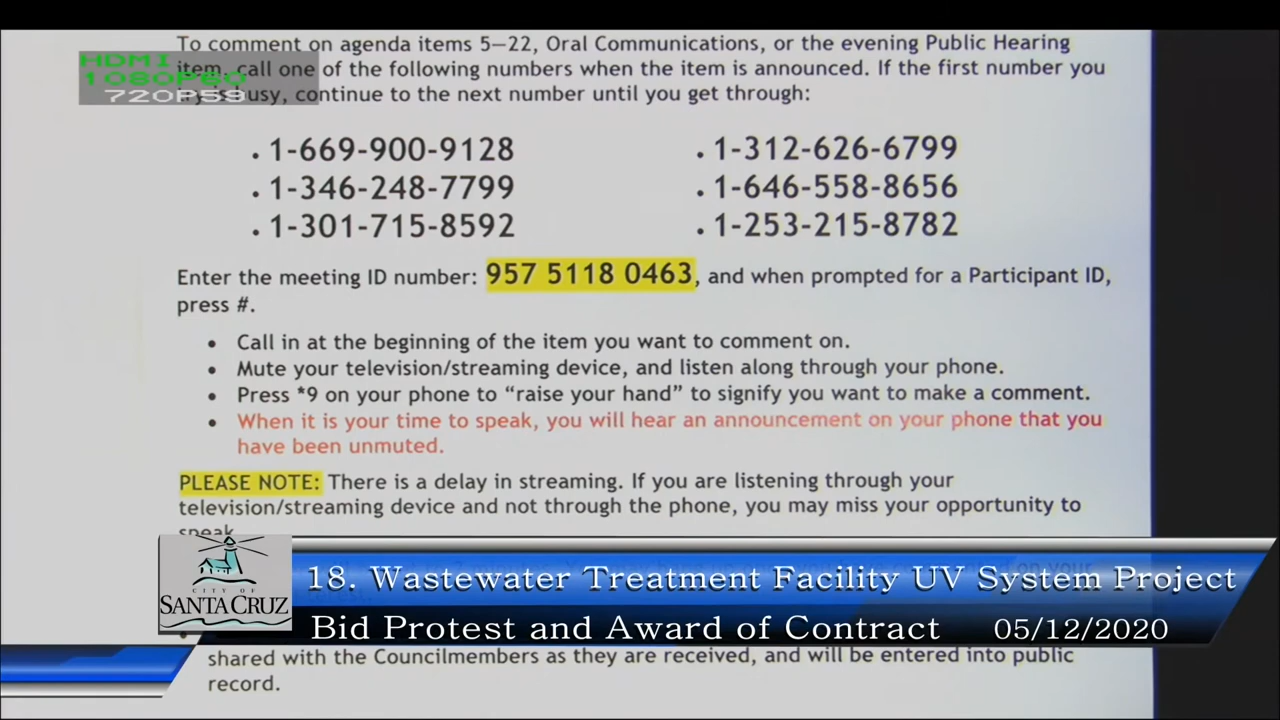 To comment on agenda items 5–22, Oral Communications, or the evening Public Hearing
HDMI
item, call one of the following numbers when the item is announced. If the first number you
1080P60
busy, continue to the next number until you get through:
720P59
. 1-669-900-9128
. 1-312-626-6799
. 1-346-248-7799
. 1-646-558-8656
. 1-301-715-8592
. 1-253-215-8782
Enter the meeting ID number: 957 5118 0463, and when prompted for a Participant ID,
press #.
• Call in at the beginning of the item you want to comment on.
• Mute your television/streaming device, and listen along through your phone.
• Press *9 on your phone to “raise your hand” to signify you want to make a comment.
• When it is your time to speak, you will hear an announcement on your phone that you
have been unmuted.
PLEASE NOTE: There is a delay in streaming. If you are listening through your
television/streaming device and not through the phone, you may miss your opportunity to
speak.
CITY OF
SANTA CRUZ
18. Wastewater Treatment Facility UV System Project
Bid Protest and Award of Contract 05/12/2020
shared with the Councilmembers as they are received, and will be entered into public
record.